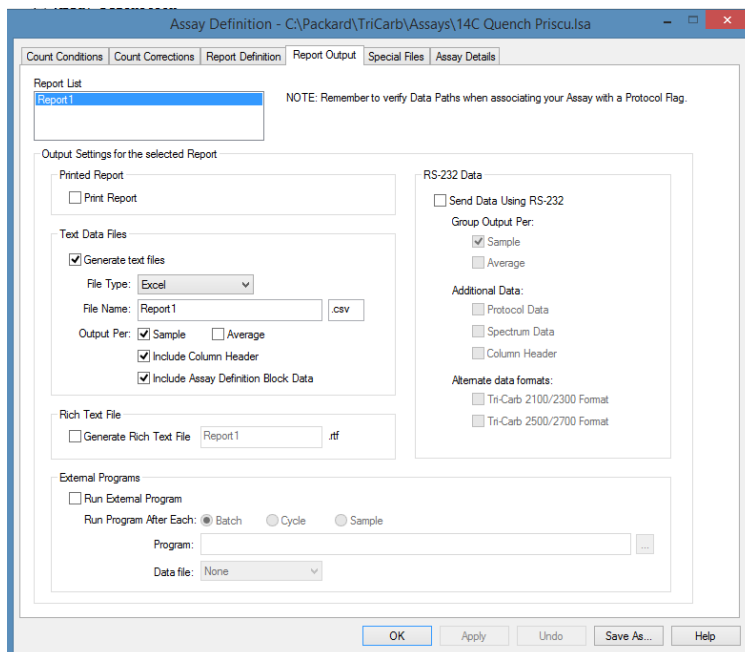 Assay Definition - C:\Packard\TriCarb\Assays\14C Quench Priscu.lsa
Count Conditions Count Corrections Report Definition Report Output Special Files Assay Details
Report List
Report1
NOTE: Remember to verify Data Paths when associating your Assay with a Protocol Flag.
Output Settings for the selected Report
Printed Report
Print Report
Text Data Files
Generate text files
File Type: Excel
File Name: Report1 .csv
Output Per: Sample Average
Include Column Header
Include Assay Definition Block Data
Rich Text File
Generate Rich Text File Report1 .rtf
RS-232 Data
Send Data Using RS-232
Group Output Per:
Sample
Average
Additional Data:
Protocol Data
Spectrum Data
Column Header
Alternate data formats:
Tri-Carb 2100/2300 Format
Tri-Carb 2500/2700 Format
External Programs
Run External Program
Run Program After Each: Batch Cycle Sample
Program:
...
Data file: None
OK Apply Undo Save As... Help